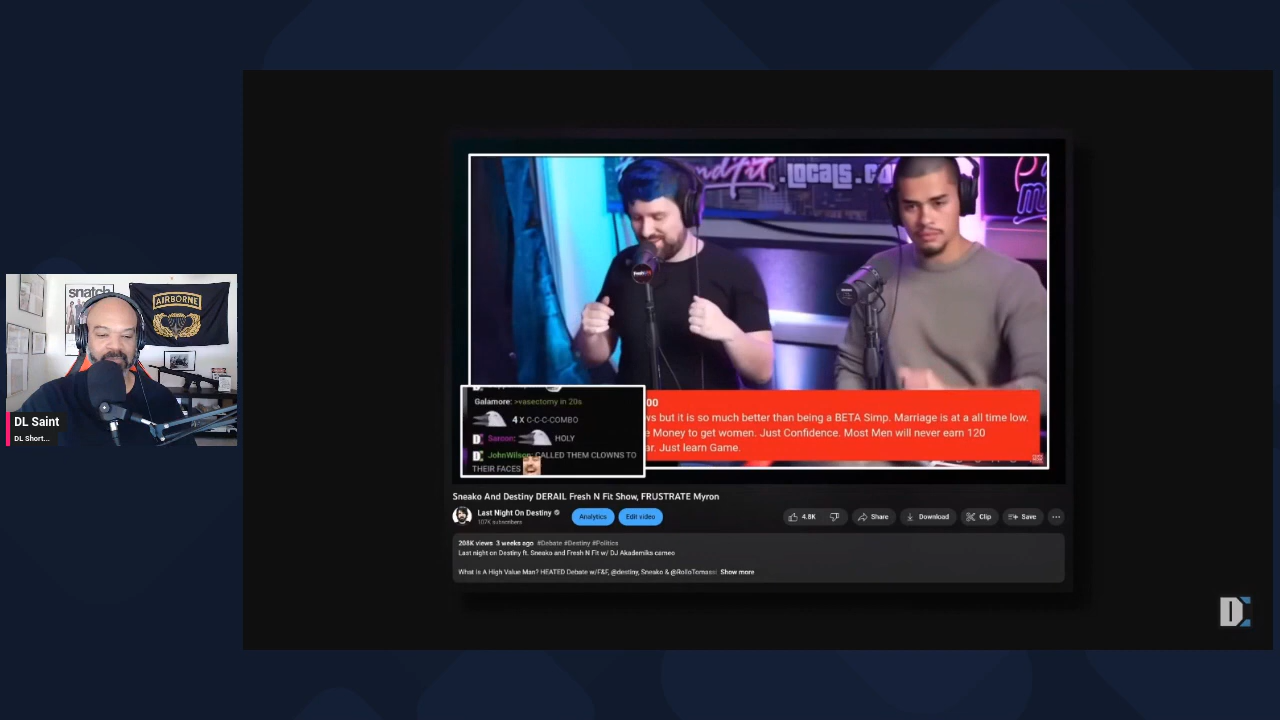 ndfit
.LOCALS.CO
snatch
AIRBORNE
DL Saint
DL Short...
Galamore: >vasectomy in 20s
4 X C-C-C-COMBO
Saroon: HOLY
JohnWilson: CALLED THEM CLOWNS TO
THEIR FACES
00
ws but it is so much better than being a BETA Simp. Marriage is at a all time low.
e Money to get women. Just Confidence. Most Men will never earn 120
ar. Just learn Game.
Sneako And Destiny DERAIL Fresh N Fit Show, FRUSTRATE Myron
Last Night On Destiny
107K subscribers
Analytics
Edit video
4.8K
Share
Download
Clip
Save
208K views 3 weeks ago #Debate #Destiny #Politics
Last night on Destiny ft. Sneako and Fresh N Fit w/ DJ Akademiks cameo
What Is A High Value Man? HEATED Debate w/F&F, @destiny, Sneako & @RolloTomassi Show more